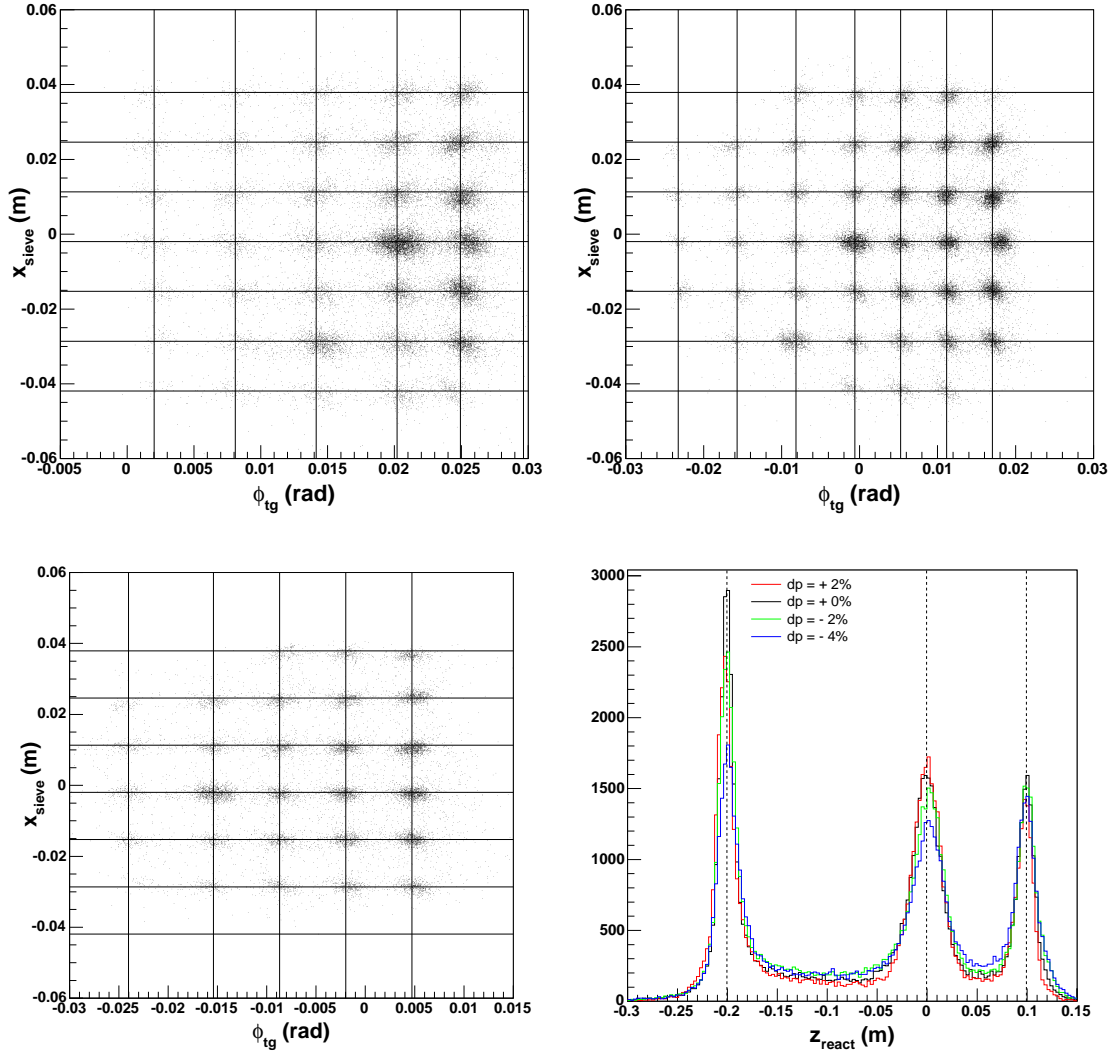 0.06
0.04
0.02
0
-0.02
-0.04
-0.06
x_sieve (m)
-0.005 0 0.005 0.01 0.015 0.02 0.025 0.03
ϕ_tg (rad)
0.06
0.04
0.02
0
-0.02
-0.04
-0.06
x_sieve (m)
-0.03 -0.02 -0.01 0 0.01 0.02 0.03
ϕ_tg (rad)
0.06
0.04
0.02
0
-0.02
-0.04
-0.06
x_sieve (m)
-0.03 -0.025 -0.02 -0.015 -0.01 -0.005 0 0.005 0.01 0.015
ϕ_tg (rad)
3000
2500
2000
1500
1000
500
0
dp = + 2%
dp = + 0%
dp = - 2%
dp = - 4%
-0.3 -0.25 -0.2 -0.15 -0.1 -0.05 0 0.05 0.1 0.15
z_react (m)